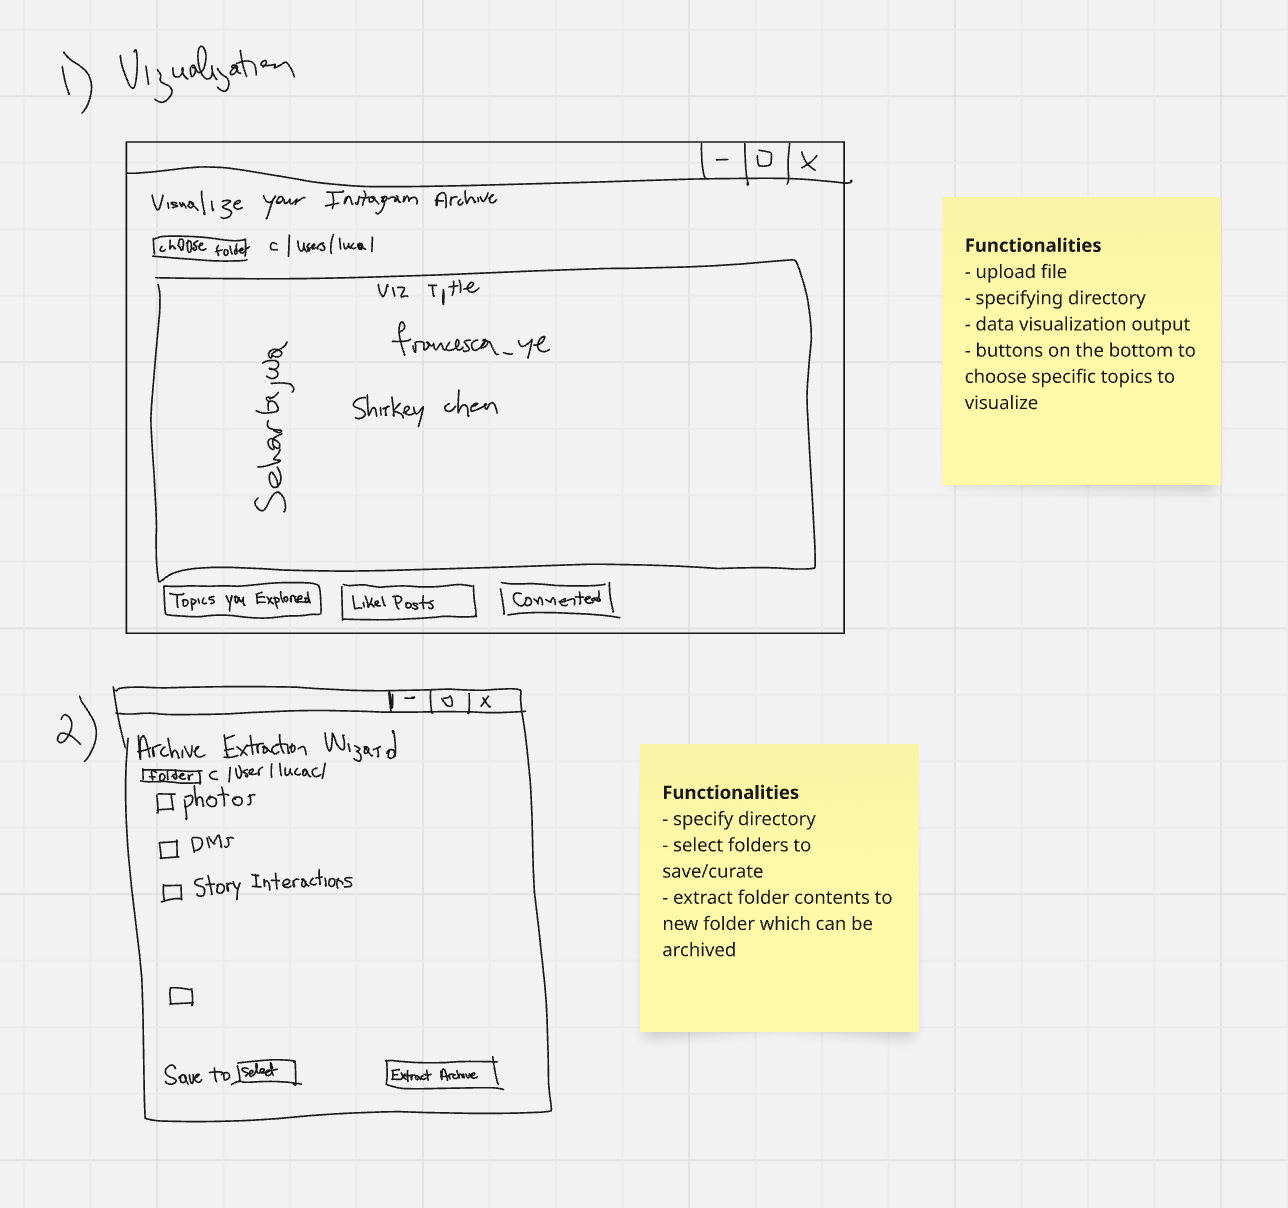 1) Vizualization
- O X
Visualize your Instagram Archive
choose folder c/users/luca/
Viz Title
francesca_ye
Shirkey chen
Topics you Explored
Liked Posts
Commented
Functionalities
- upload file
- specifying directory
- data visualization output
- buttons on the bottom to
choose specific topics to
visualize
2)
- O X
Archive Extraction Wizard
folder c/User/lucac/
photos
DMs
Story Interactions
Save to select
Extract Archive
Functionalities
- specify directory
- select folders to
save/curate
- extract folder contents to
new folder which can be
archived